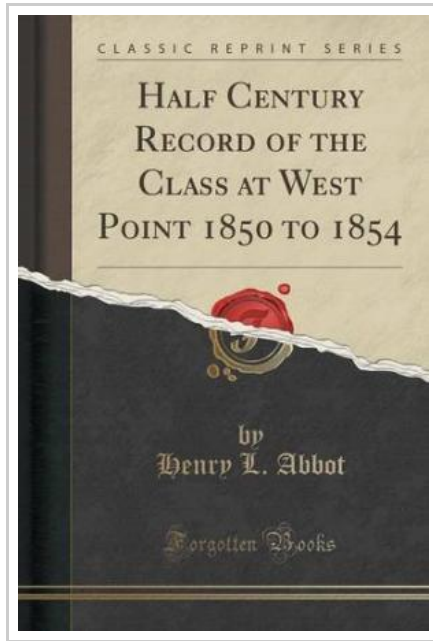 CLASSIC REPRINT SERIES
HALF CENTURY
RECORD OF THE
CLASS AT WEST
POINT 1850 TO 1854
by
Henry L. Abbot
Forgotten Books